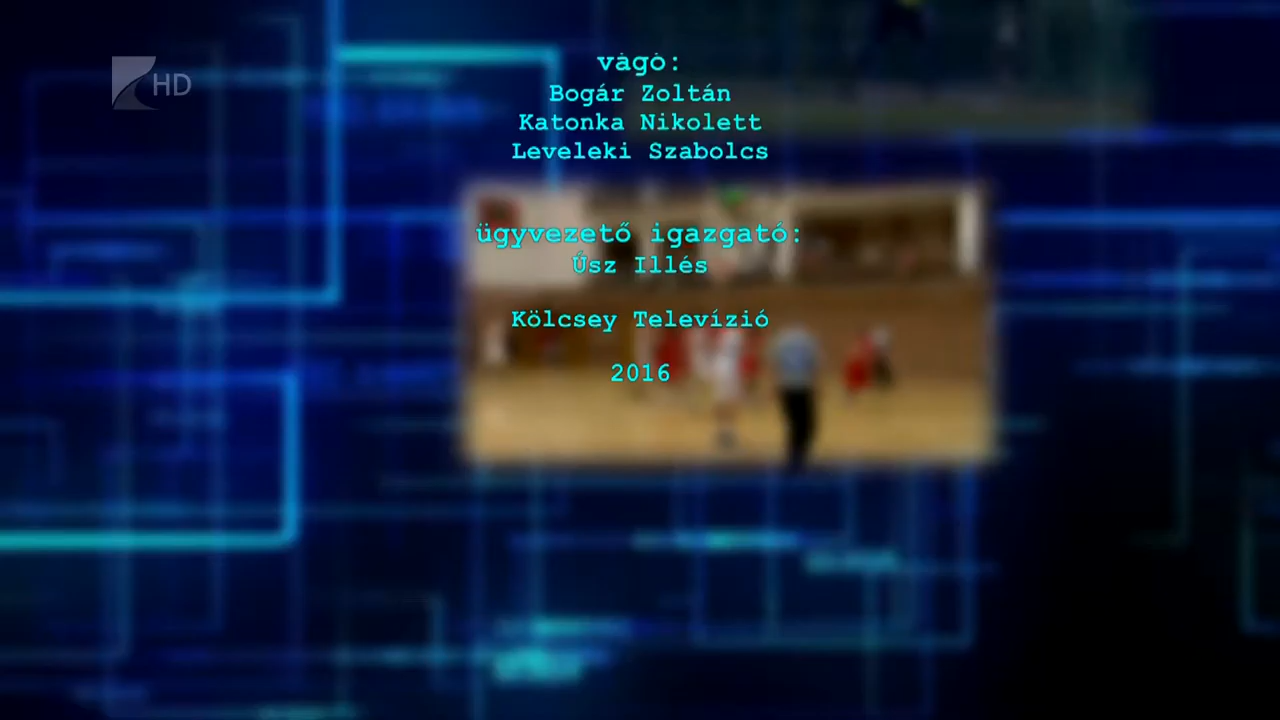 HD
vágó:
Bogár Zoltán
Katonka Nikolett
Leveleki Szabolcs
ügyvezető igazgató:
Úsz Illés
Kölcsey Televízió
2016